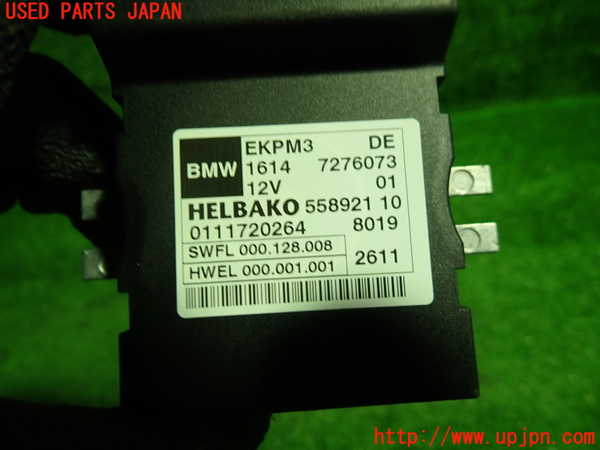 USED PARTS JAPAN
BMW
EKPM3 DE
1614 7276073
12V 01
HELBAKO 558921 10
0111720264 8019
SWFL 000.128.008
HWEL 000.001.001 2611
http://www.upjpn.com